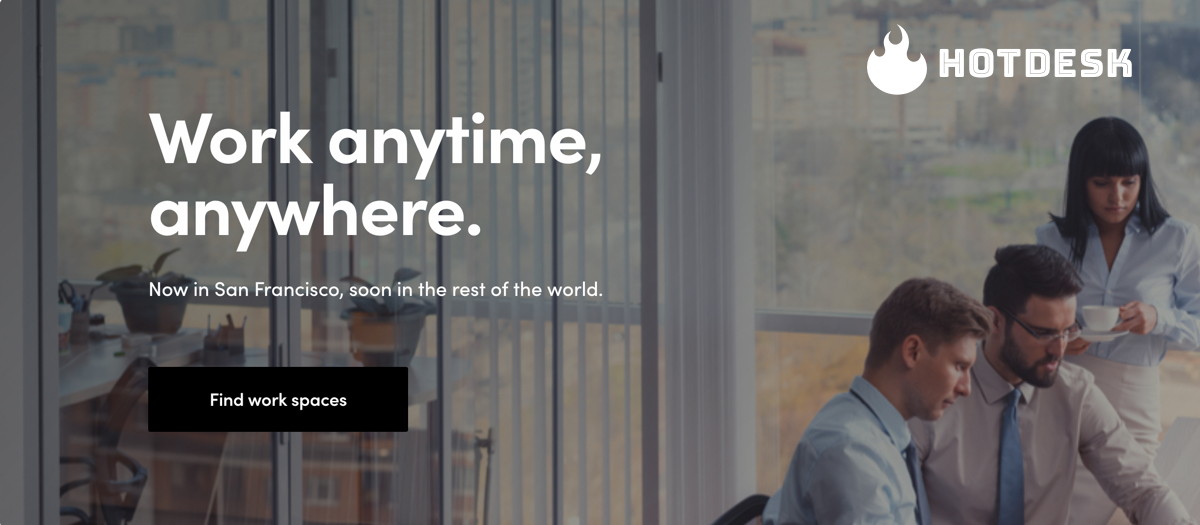 HOTDESK
Work anytime,
anywhere.
Now in San Francisco, soon in the rest of the world.
Find work spaces